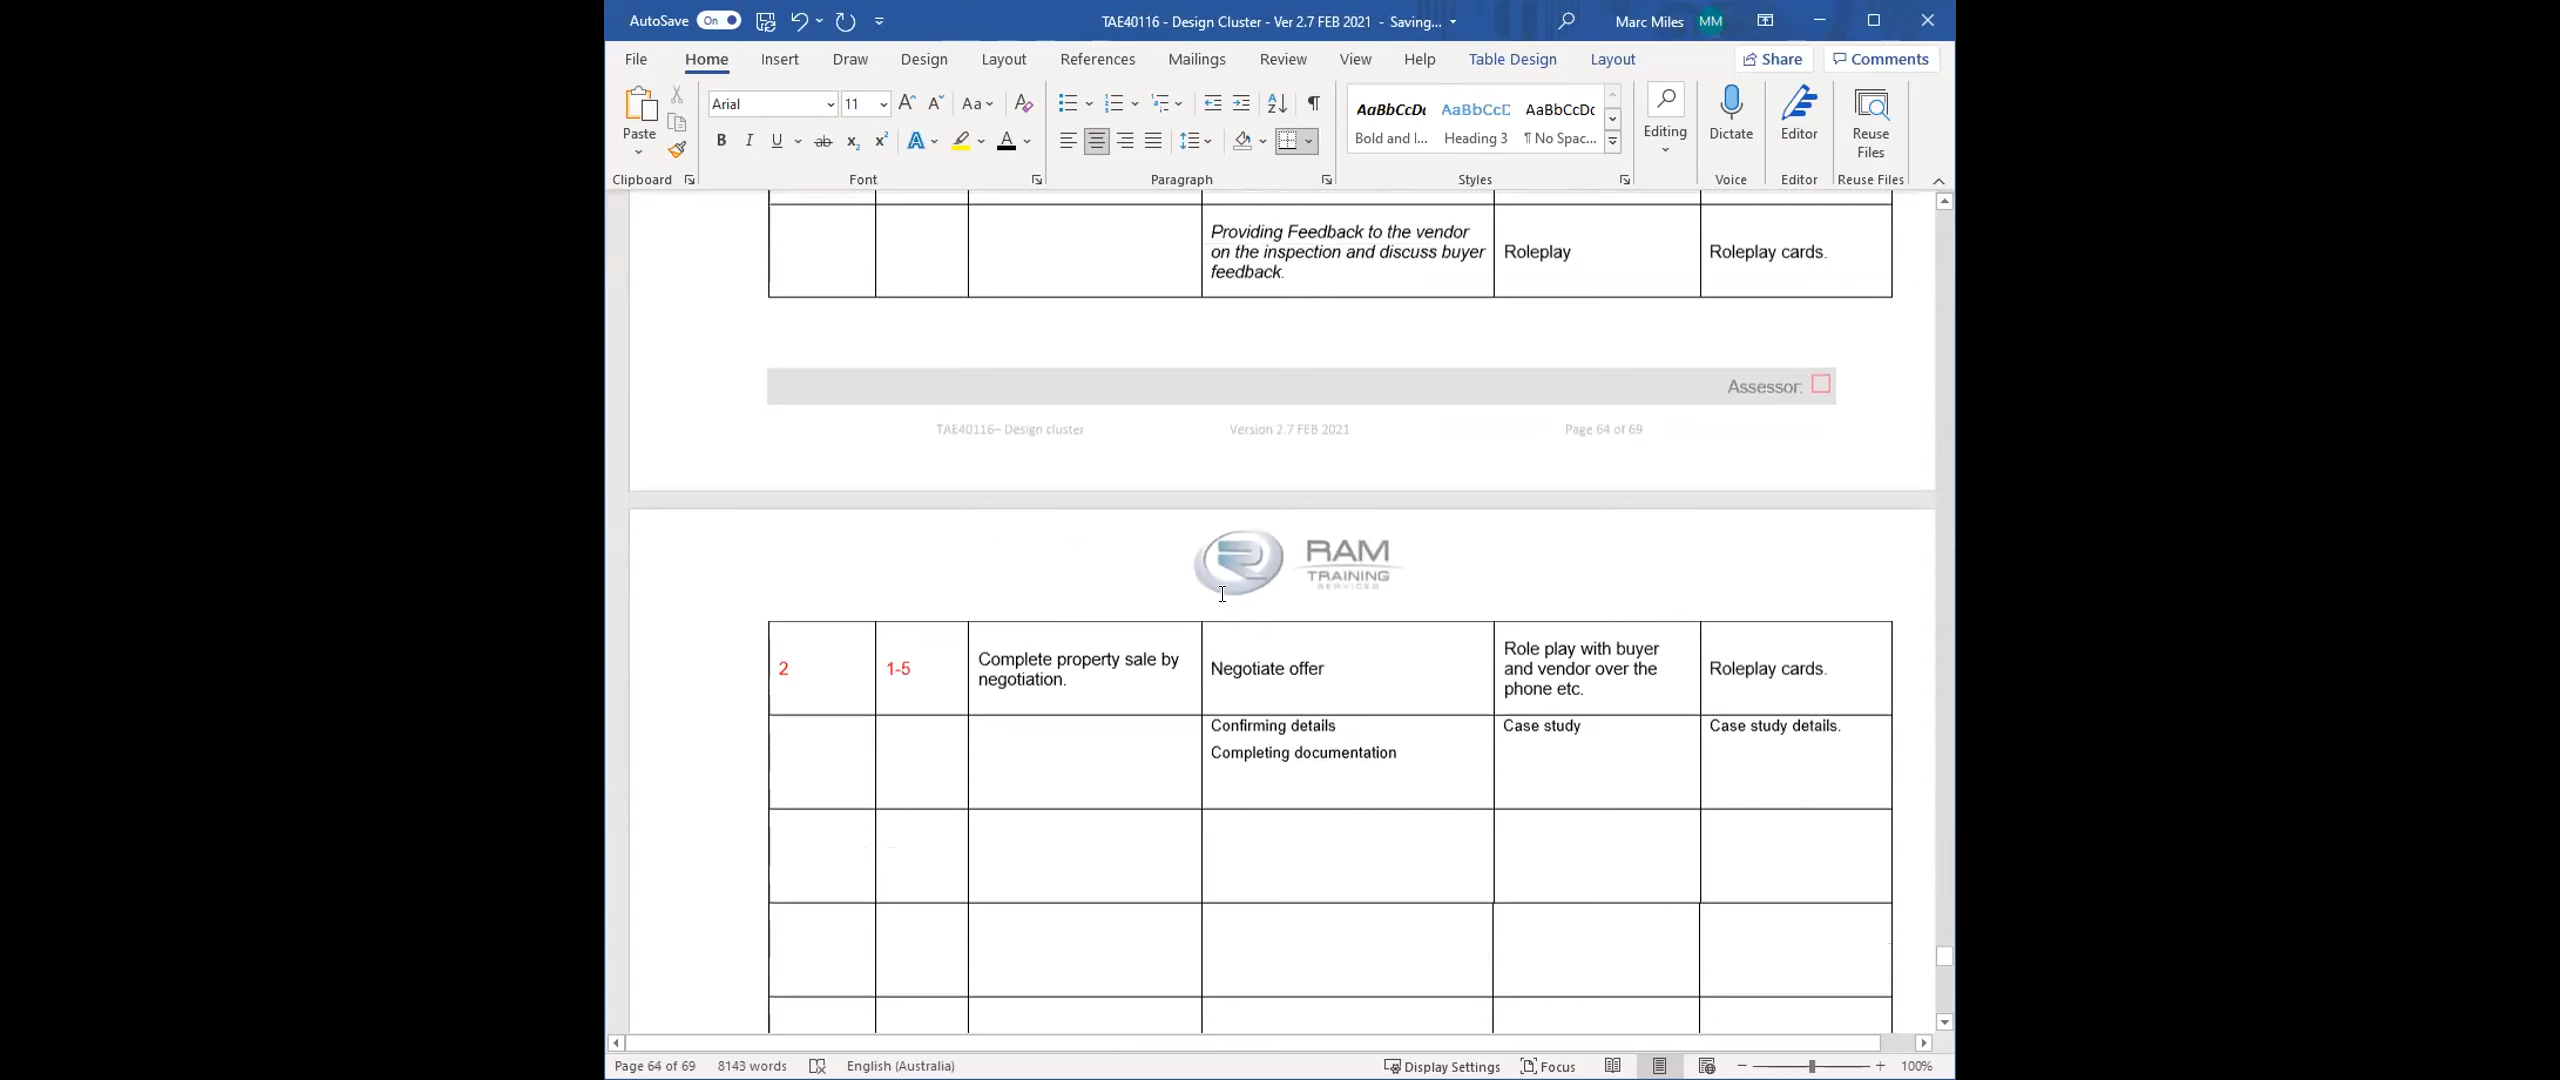 AutoSave On TAE40116 - Design Cluster - Ver 2.7 FEB 2021 - Saving... Marc Miles MM
File Home Insert Draw Design Layout References Mailings Review View Help Table Design Layout Share Comments
Paste
Arial 11 Aa
B I U ab x₂ x² A A
AaBbCcDc AaBbCcD AaBbCcDc
Bold and I... Heading 3 ¶ No Spac...
Editing
Dictate
Editor
Reuse
Files
Clipboard Font Paragraph Styles Voice Editor Reuse Files
Providing Feedback to the vendor
on the inspection and discuss buyer
feedback.
Roleplay
Roleplay cards.
Assessor:
TAE40116– Design cluster Version 2.7 FEB 2021 Page 64 of 69
RAM
TRAINING
SERVICES
2
1-5
Complete property sale by
negotiation.
Negotiate offer
Role play with buyer
and vendor over the
phone etc.
Roleplay cards.
Confirming details
Completing documentation
Case study
Case study details.
Page 64 of 69 8143 words English (Australia) Display Settings Focus 100%